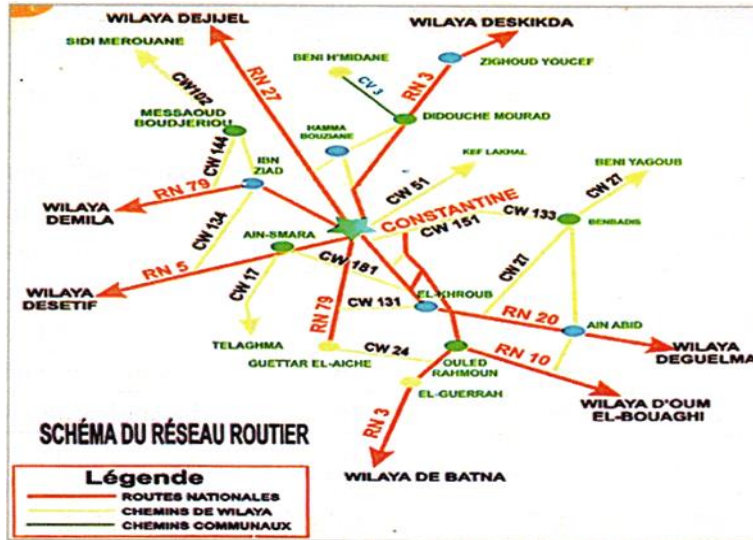 WILAYA DEJIJEL
WILAYA DESKIKDA
SIDI MEROUANE
BENI H'MIDANE
ZIGHOUD YOUCEF
CW102
RN 27
CV 3
RN 3
MESSAOUD
BOUDJERIOU
HAMMA
BOUZIANE
DIDOUCHE MOURAD
CW 144
IBN
ZIAD
KEF LAKHAL
BENI YAGOUB
CW 51
CW 27
RN 79
WILAYA
DEMILA
CW 134
CONSTANTINE
CW 133
CW 151
BENBADIS
AIN-SMARA
CW 181
CW 27
RN 5
CW 17
EL-KHROUB
WILAYA
DESETIF
RN 79
CW 131
RN 20
AIN ABID
TELAGHMA
GUETTAR EL-AICHE
CW 24
OULED
RAHMOUN
RN 10
WILAYA
DEGUELMA
EL-GUERRAH
WILAYA D'OUM
EL-BOUAGHI
RN 3
SCHÉMA DU RÉSEAU ROUTIER
WILAYA DE BATNA
Légende
ROUTES NATIONALES
CHEMINS DE WILAYA
CHEMINS COMMUNAUX